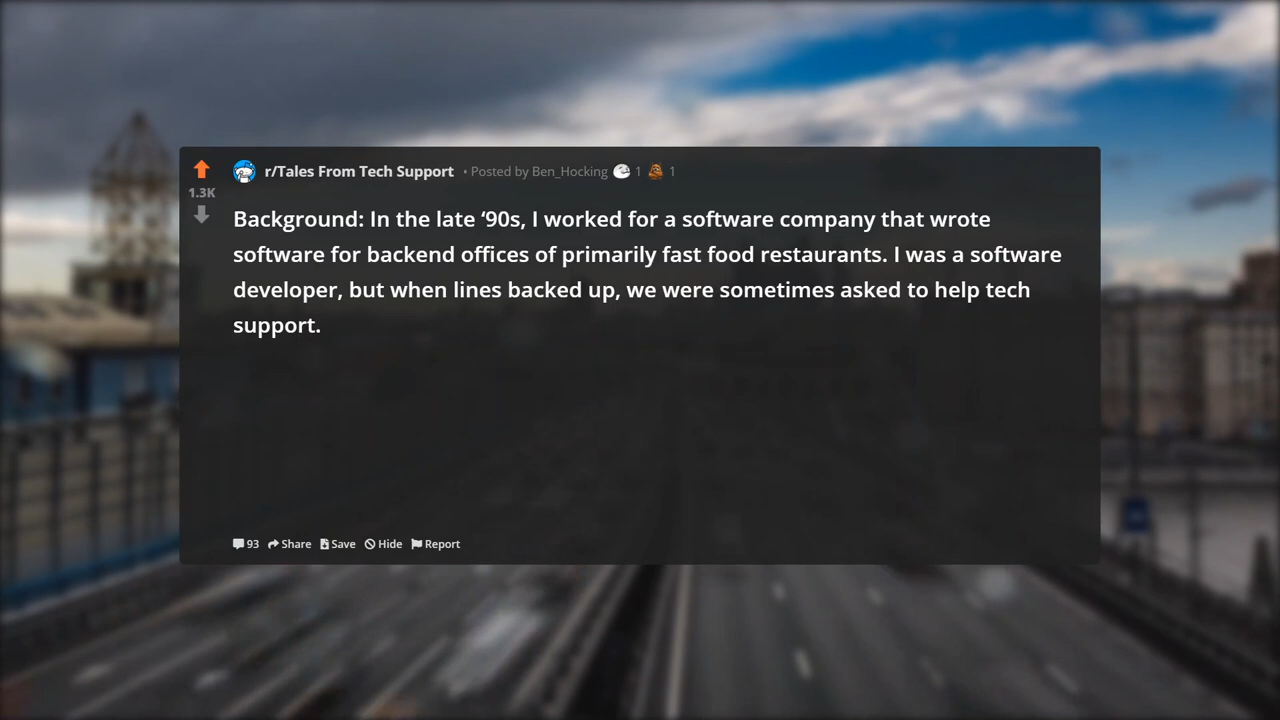 r/Tales From Tech Support • Posted by Ben_Hocking 1 1
1.3K
Background: In the late ‘90s, I worked for a software company that wrote
software for backend offices of primarily fast food restaurants. I was a software
developer, but when lines backed up, we were sometimes asked to help tech
support.
93 Share Save Hide Report